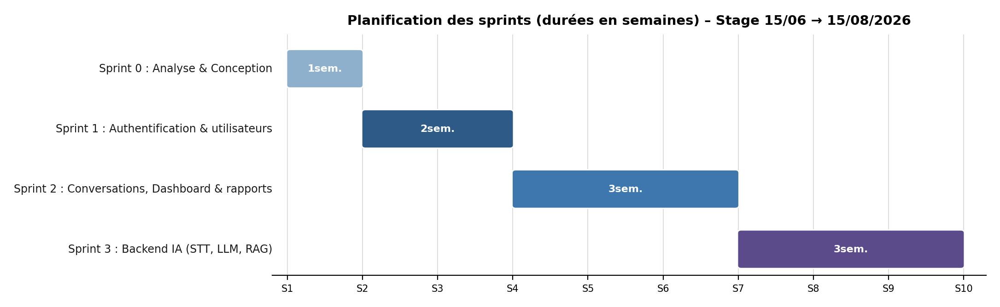 Planification des sprints (durées en semaines) – Stage 15/06 → 15/08/2026
Sprint 0 : Analyse & Conception
1sem.
Sprint 1 : Authentification & utilisateurs
2sem.
Sprint 2 : Conversations, Dashboard & rapports
3sem.
Sprint 3 : Backend IA (STT, LLM, RAG)
3sem.
S1 S2 S3 S4 S5 S6 S7 S8 S9 S10